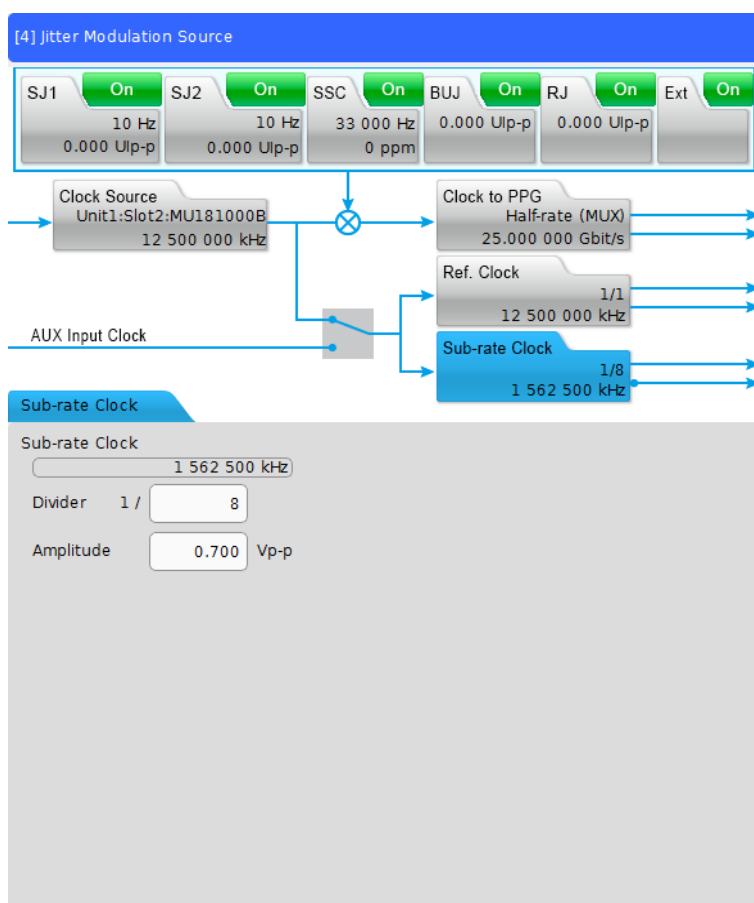 [4] Jitter Modulation Source
SJ1 On SJ2 On SSC On BUJ On RJ On Ext On
10 Hz 10 Hz 33 000 Hz 0.000 UIp-p 0.000 UIp-p
0.000 UIp-p 0.000 UIp-p 0 ppm
Clock Source
Unit1:Slot2:MU181000B
12 500 000 kHz
Clock to PPG
Half-rate (MUX)
25.000 000 Gbit/s
Ref. Clock
1/1
12 500 000 kHz
AUX Input Clock
Sub-rate Clock
1/8
1 562 500 kHz
Sub-rate Clock
Sub-rate Clock
1 562 500 kHz
Divider 1 / 8
Amplitude 0.700 Vp-p